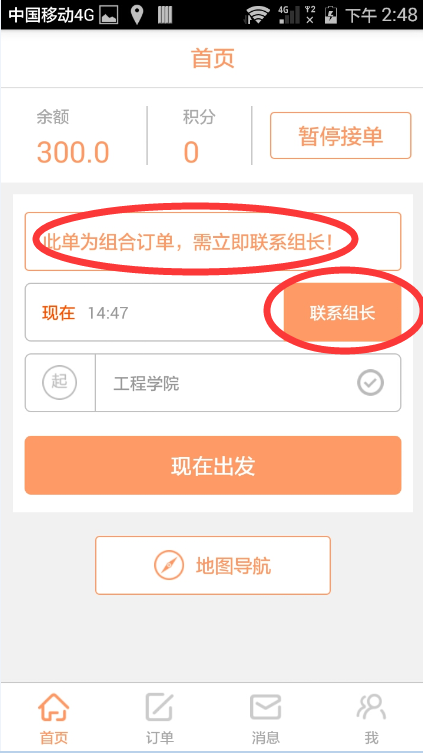 中国移动4G 4G 下午 2:48
首页
余额 积分
300.0 0 暂停接单
此单为组合订单，需立即联系组长！
现在 14:47 联系组长
起 工程学院
现在出发
地图导航
首页 订单 消息 我